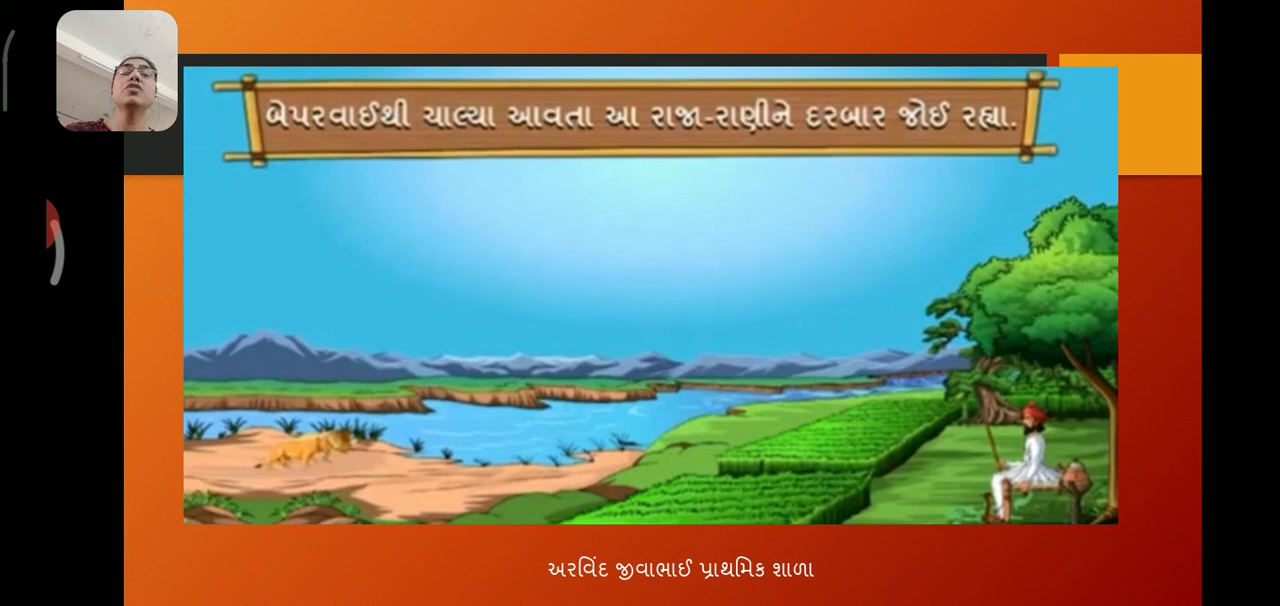 બેપરવાઈથી ચાલ્યા આવતા આ રાજા-રાણીને દરબાર જોઈ રહ્યા.
અરવિંદ જીવાભાઈ પ્રાથમિક શાળા